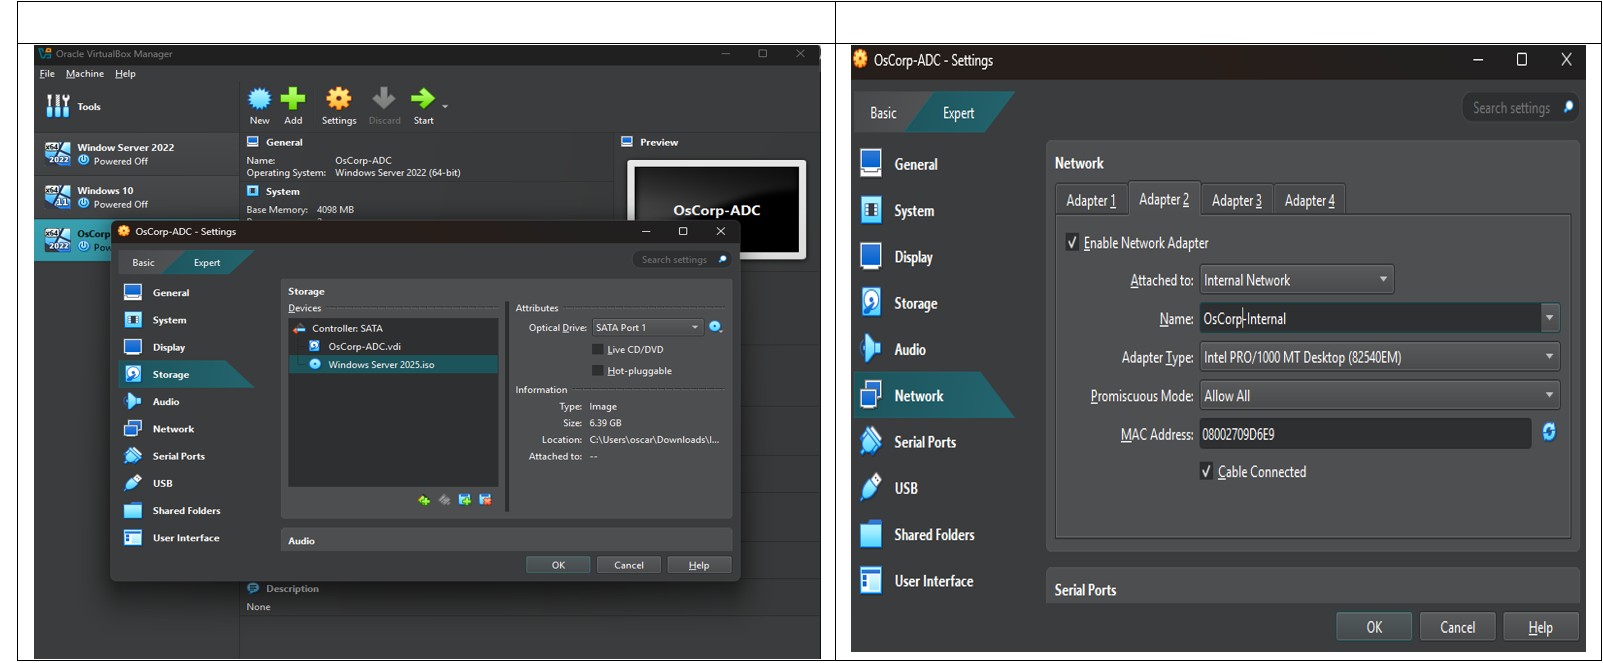 Oracle VirtualBox Manager
File Machine Help
Tools
New Add Settings Discard Start
Window Server 2022
Powered Off
Windows 10
Powered Off
OsCorp
Pow
General
Name: OsCorp-ADC
Operating System: Windows Server 2022 (64-bit)
System
Base Memory: 4098 MB
Preview
OsCorp-ADC
OsCorp-ADC - Settings
Basic Expert
Search settings
General
System
Display
Storage
Audio
Network
Serial Ports
USB
Shared Folders
User Interface
Storage
Devices
Controller: SATA
OsCorp-ADC.vdi
Windows Server 2025.iso
Attributes
Optical Drive: SATA Port 1
Live CD/DVD
Hot-pluggable
Information
Type: Image
Size: 6.39 GB
Location: C:\Users\oscar\Downloads\I...
Attached to: --
Audio
OK Cancel Help
Description
None
OsCorp-ADC - Settings
Basic Expert
Search settings
General
System
Display
Storage
Audio
Network
Serial Ports
USB
Shared Folders
User Interface
Network
Adapter 1 Adapter 2 Adapter 3 Adapter 4
Enable Network Adapter
Attached to: Internal Network
Name: OsCorp-Internal
Adapter Type: Intel PRO/1000 MT Desktop (82540EM)
Promiscuous Mode: Allow All
MAC Address: 08002709D6E9
Cable Connected
Serial Ports
OK Cancel Help